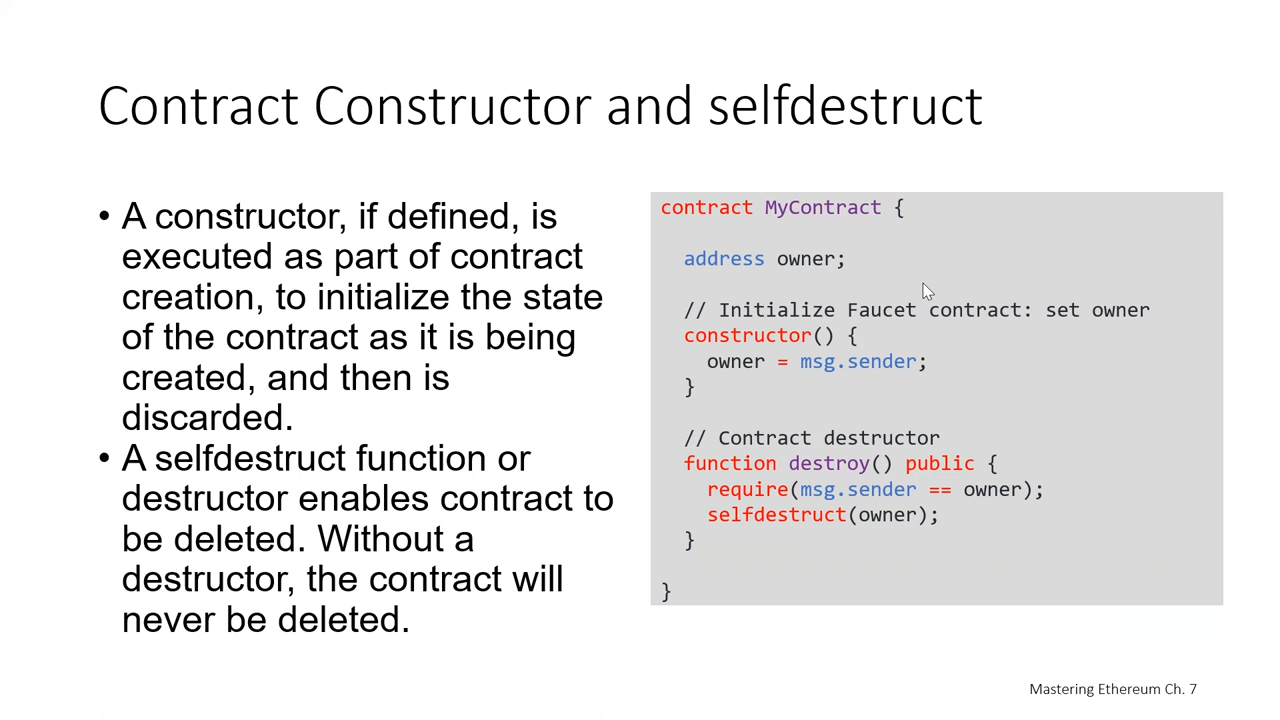 Contract Constructor and selfdestruct
• A constructor, if defined, is
executed as part of contract
creation, to initialize the state
of the contract as it is being
created, and then is
discarded.
• A selfdestruct function or
destructor enables contract to
be deleted. Without a
destructor, the contract will
never be deleted.
contract MyContract {
address owner;
// Initialize Faucet contract: set owner
constructor() {
owner = msg.sender;
}
// Contract destructor
function destroy() public {
require(msg.sender == owner);
selfdestruct(owner);
}
}
Mastering Ethereum Ch. 7